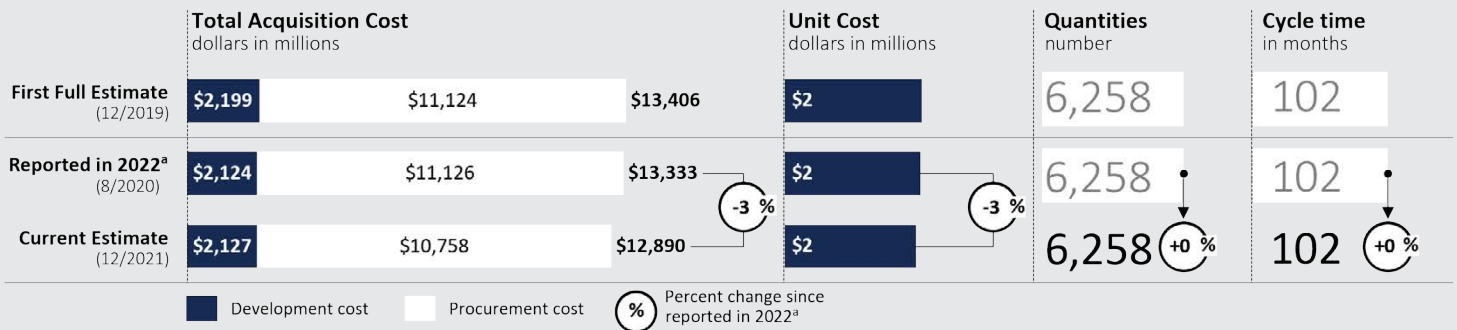 Total Acquisition Cost
dollars in millions
Unit Cost
dollars in millions
Quantities
number
Cycle time
in months
First Full Estimate
(12/2019)
$2,199
$11,124
$13,406
$2
6,258
102
Reported in 2022a
(8/2020)
$2,124
$11,126
$13,333
$2
6,258
102
-3 %
-3 %
Current Estimate
(12/2021)
$2,127
$10,758
$12,890
$2
6,258
+0 %
102
+0 %
Development cost
Procurement cost
%
Percent change since
reported in 2022a